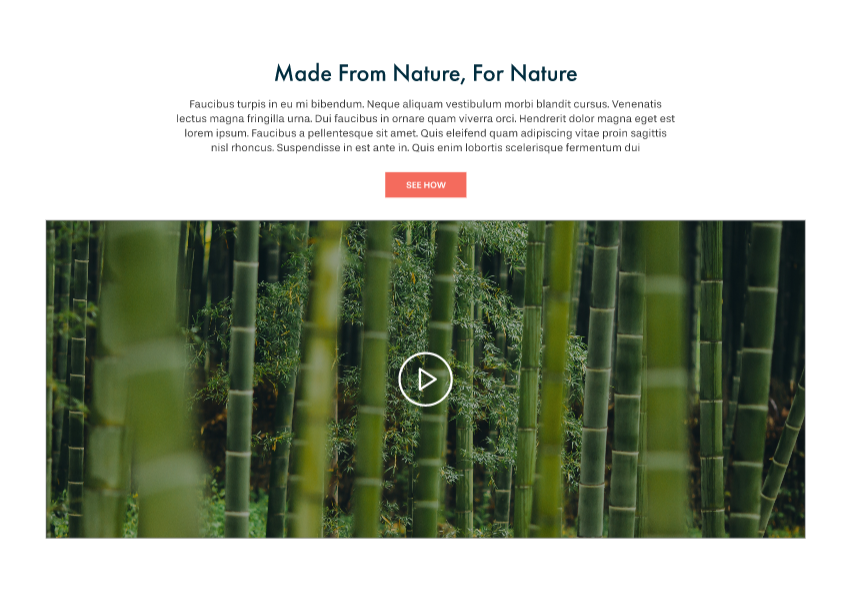 Made From Nature, For Nature
Faucibus turpis in eu mi bibendum. Neque aliquam vestibulum morbi blandit cursus. Venenatis
lectus magna fringilla urna. Dui faucibus in ornare quam viverra orci. Hendrerit dolor magna eget est
lorem ipsum. Faucibus a pellentesque sit amet. Quis eleifend quam adipiscing vitae proin sagittis
nisl rhoncus. Suspendisse in est ante in. Quis enim lobortis scelerisque fermentum dui
SEE HOW